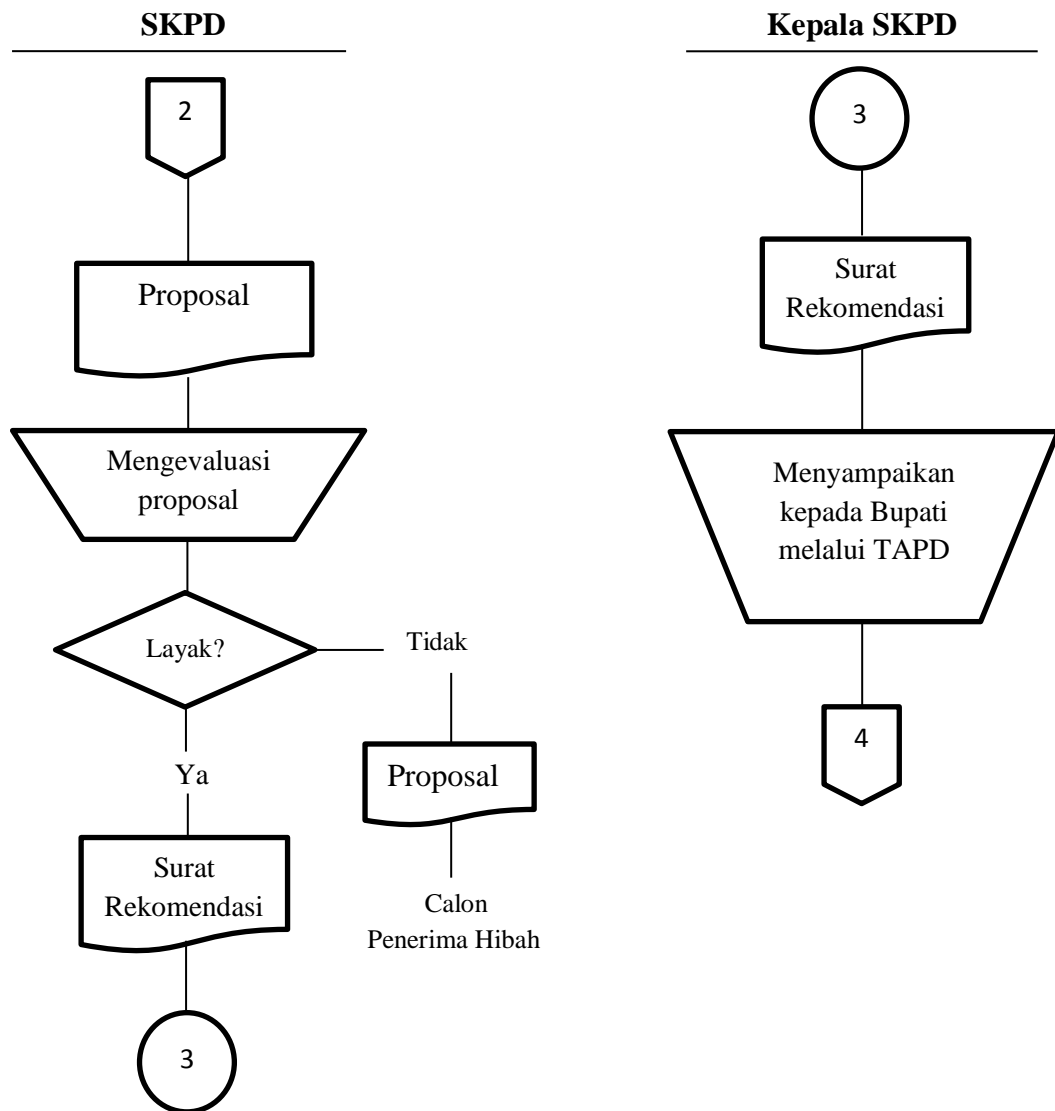 SKPD
2
Proposal
Mengevaluasi
proposal
Layak?
Tidak
Ya
Proposal
Surat
Rekomendasi
Calon
Penerima Hibah
3
Kepala SKPD
3
Surat
Rekomendasi
Menyampaikan
kepada Bupati
melalui TAPD
4